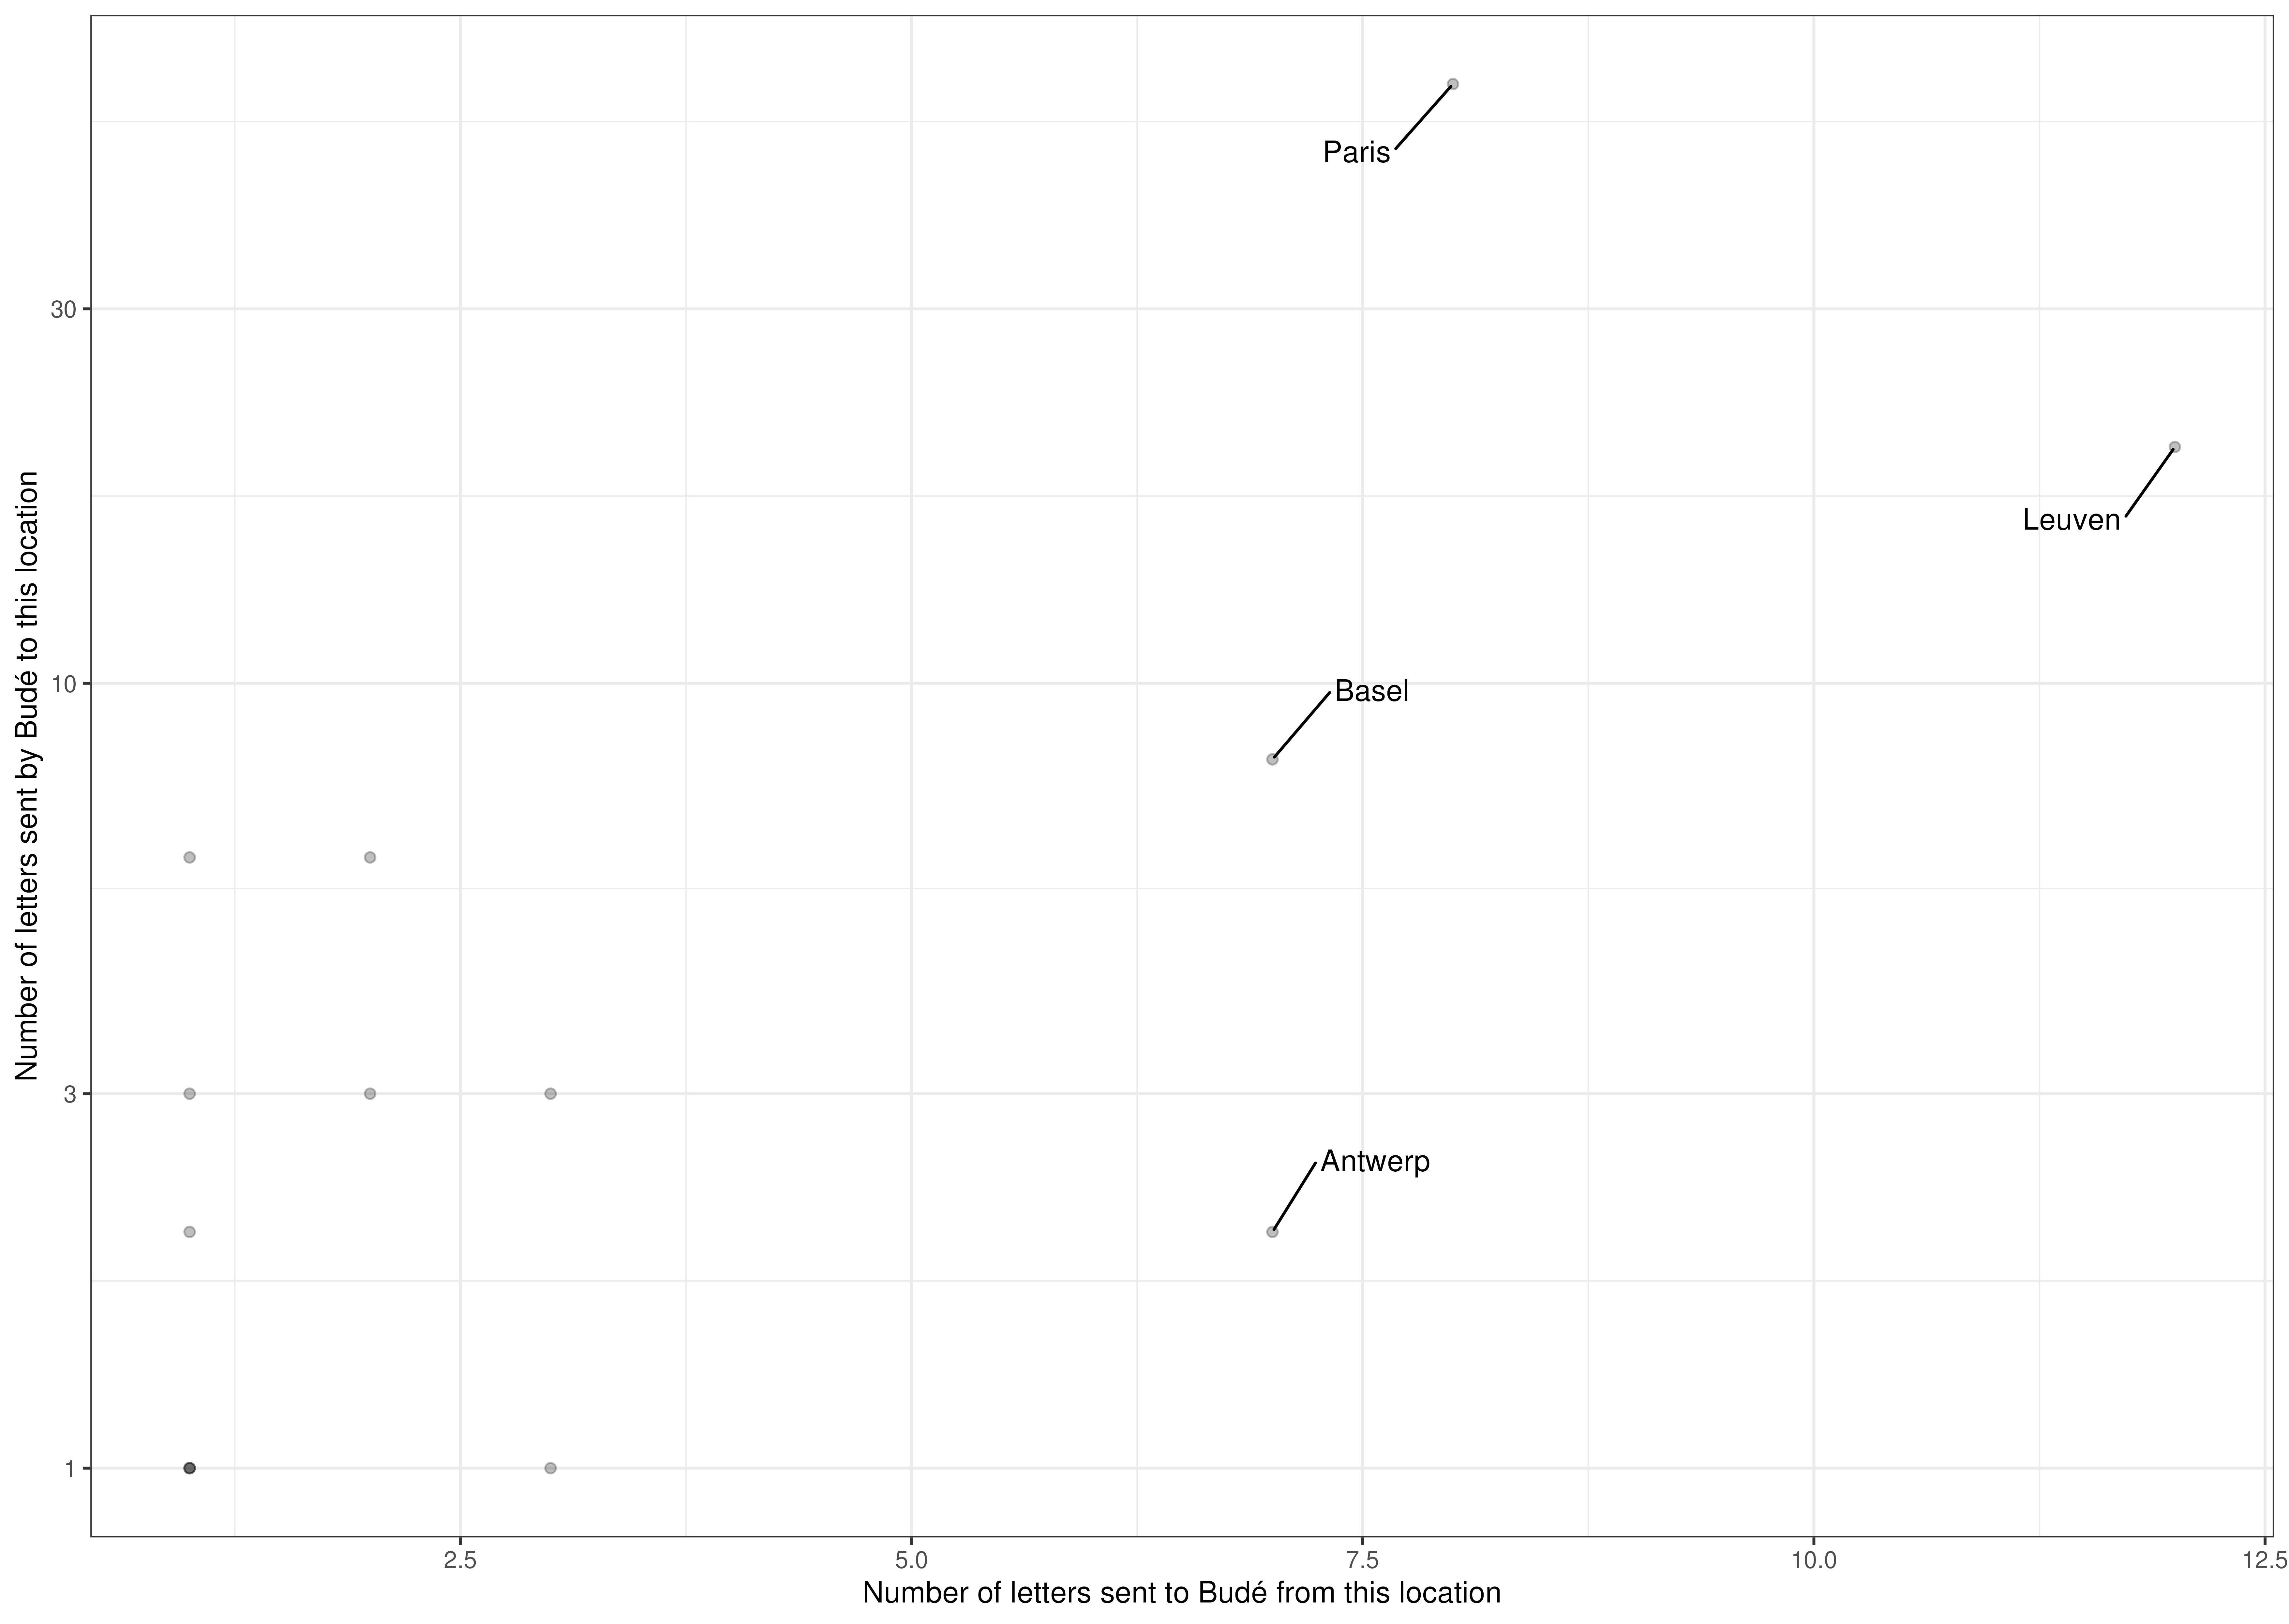 Paris
30
Leuven
Basel
10
3
Antwerp
1
2.5 5.0 7.5 10.0 12.5
Number of letters sent to Budé from this location
Number of letters sent by Budé to this location